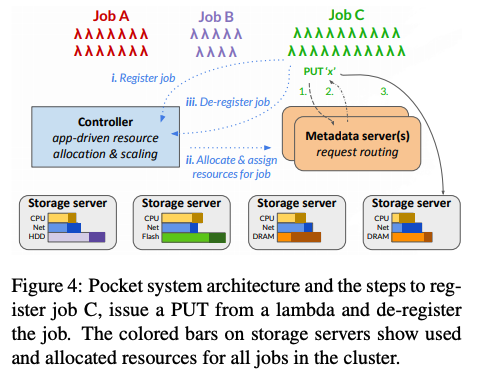 Job A
Job B
Job C
λλλλλλλ
λλλλλ
λλλλλλλλλ
λλλλλλλ
λλλλ
λλλλλλλλλλ
PUT ‘x’
i. Register job
1.
2.
3.
iii. De-register job
Controller
app-driven resource
allocation & scaling
Metadata server(s)
request routing
ii. Allocate & assign
resources for job
Storage server
CPU
Net
HDD
Storage server
CPU
Net
Flash
Storage server
CPU
Net
DRAM
Storage server
CPU
Net
DRAM
Figure 4: Pocket system architecture and the steps to reg-
ister job C, issue a PUT from a lambda and de-register
the job. The colored bars on storage servers show used
and allocated resources for all jobs in the cluster.